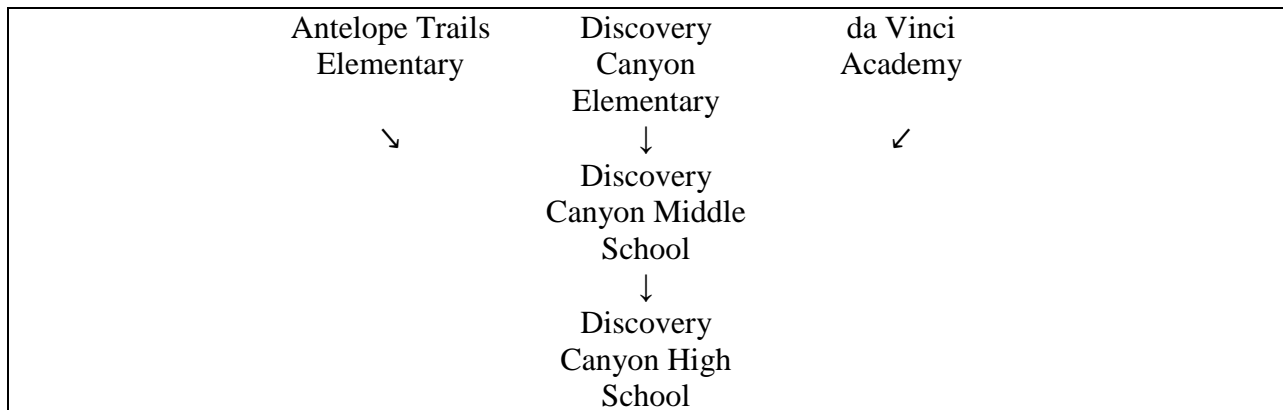 Antelope Trails Discovery da Vinci
Elementary Canyon Academy
Elementary
↘ ↓ ↙
Discovery
Canyon Middle
School
↓
Discovery
Canyon High
School